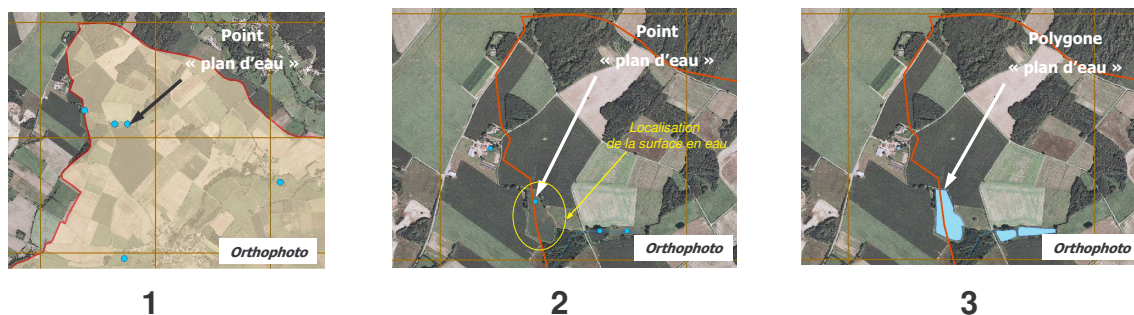 Point
« plan d'eau »
Orthophoto
1
Point
« plan d'eau »
Localisation
de la surface en eau
Orthophoto
2
Polygone
« plan d'eau »
Orthophoto
3